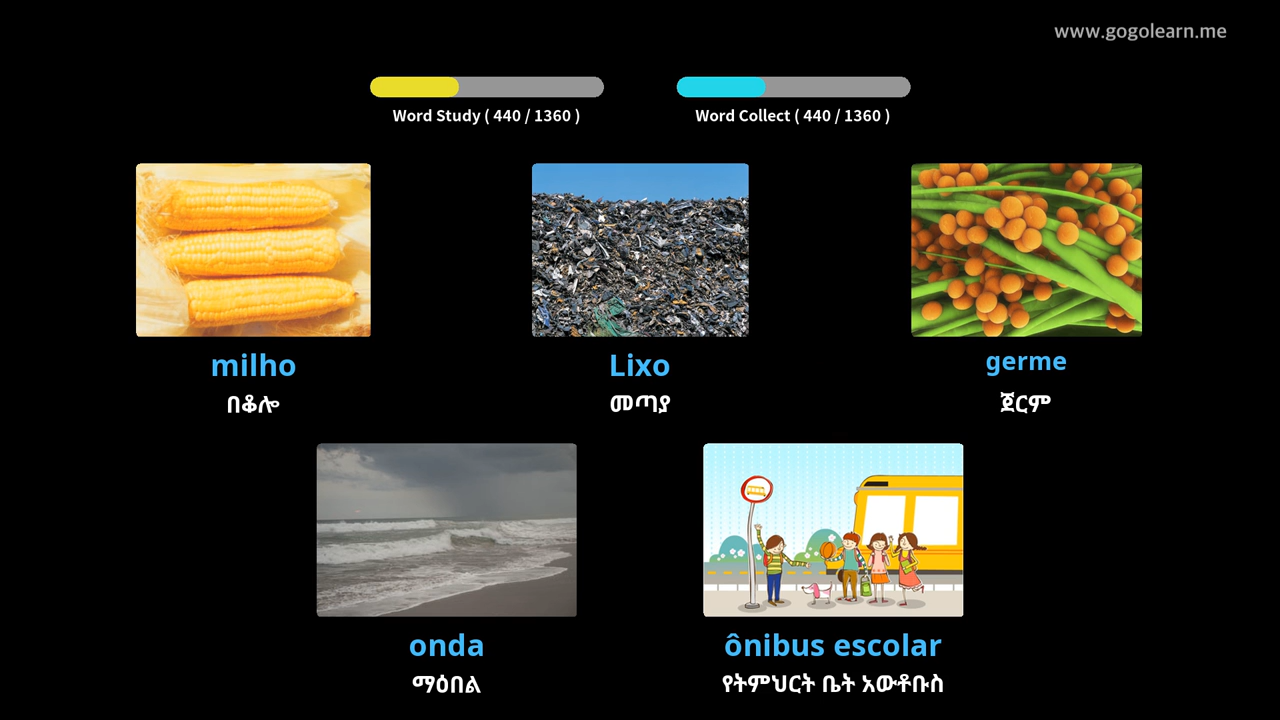 www.gogolearn.me
Word Study ( 440 / 1360 )
Word Collect ( 440 / 1360 )
milho
በቆሎ
Lixo
መጣያ
germe
ጀርም
onda
ማዕበል
ônibus escolar
የትምህርት ቤት አውቶቡስ